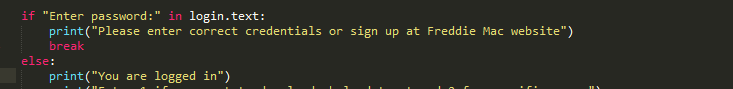 if "Enter password:" in login.text:
print("Please enter correct credentials or sign up at Freddie Mac website")
break
else:
print("You are logged in")